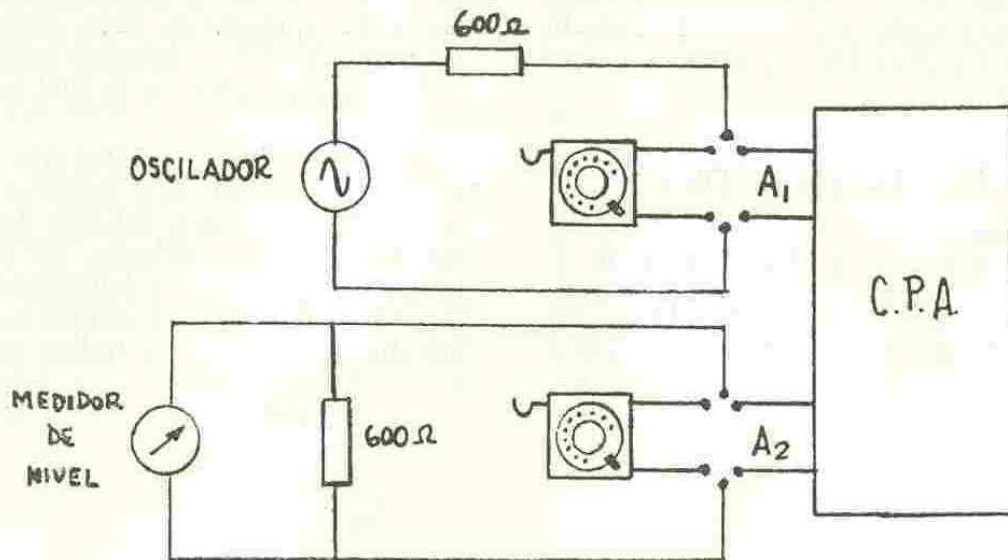 600Ω
OSCILADOR
A1
C.P.A.
MEDIDOR
DE
NIVEL
600Ω
A2